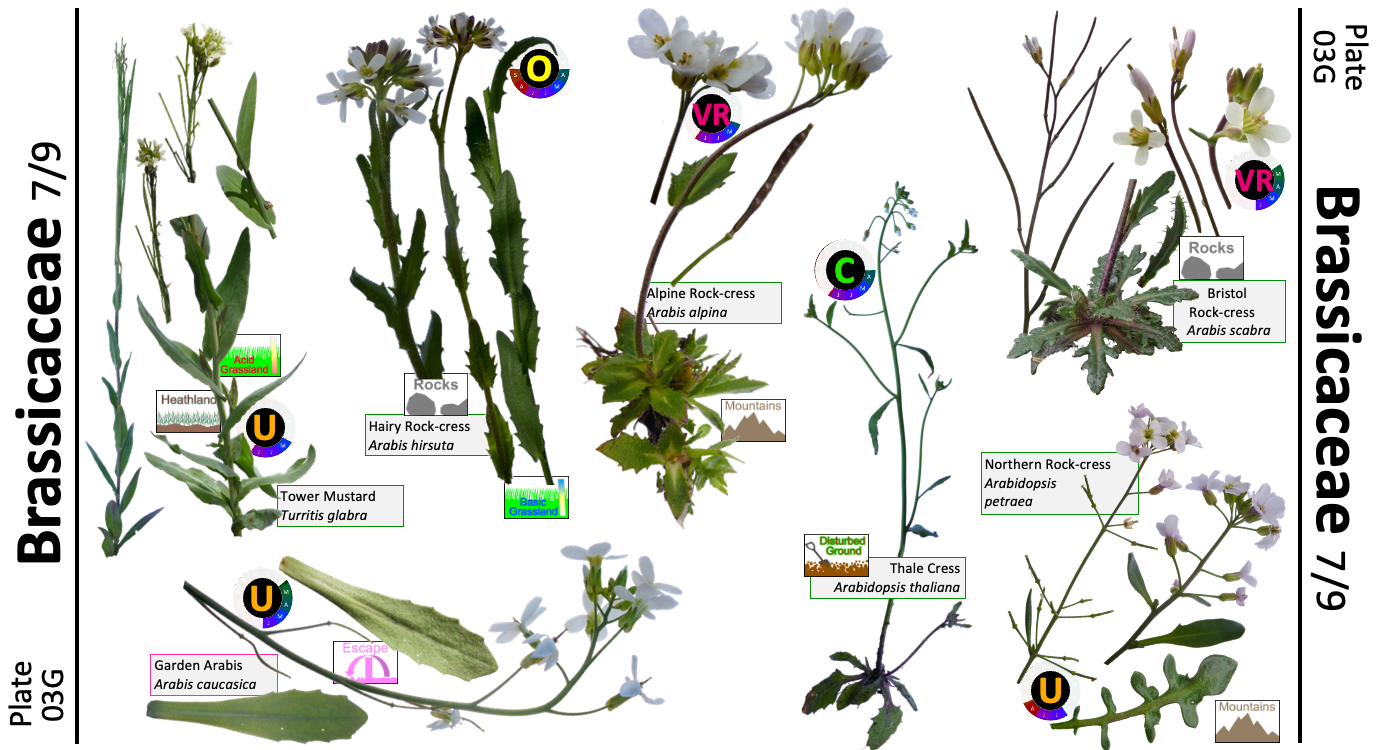 Brassicaceae 7/9
Plate
03G
O
S
A
J
J
M
VR
J
J
M
Alpine Rock-cress
Arabis alpina
Mountains
C
A
J
J
M
VR
M
A
M
Rocks
Bristol
Rock-cress
Arabis scabra
Plate
03G
Brassicaceae 7/9
Acid
Grassland
Heathland
U
J
J
M
Tower Mustard
Turritis glabra
Rocks
Hairy Rock-cress
Arabis hirsuta
Basic
Grassland
Northern Rock-cress
Arabidopsis
petraea
Disturbed
Ground
Thale Cress
Arabidopsis thaliana
U
M
A
M
Escape
Garden Arabis
Arabis caucasica
U
A
J
J
Mountains